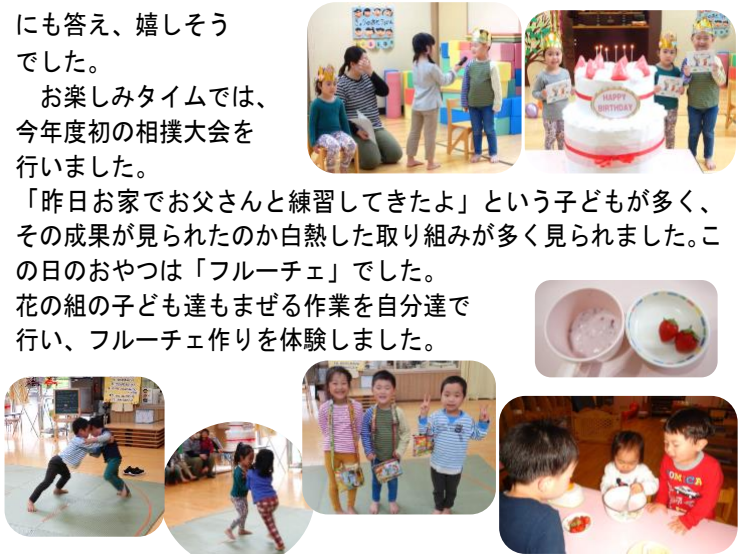 にも答え、嬉しそう
でした。
　お楽しみタイムでは、
今年度初の相撲大会を
行いました。
「昨日お家でお父さんと練習してきたよ」という子どもが多く、
その成果が見られたのか白熱した取り組みが多く見られました。こ
の日のおやつは「フルーチェ」でした。
花の組の子ども達もまぜる作業を自分達で
行い、フルーチェ作りを体験しました。
HAPPY
BIRTHDAY